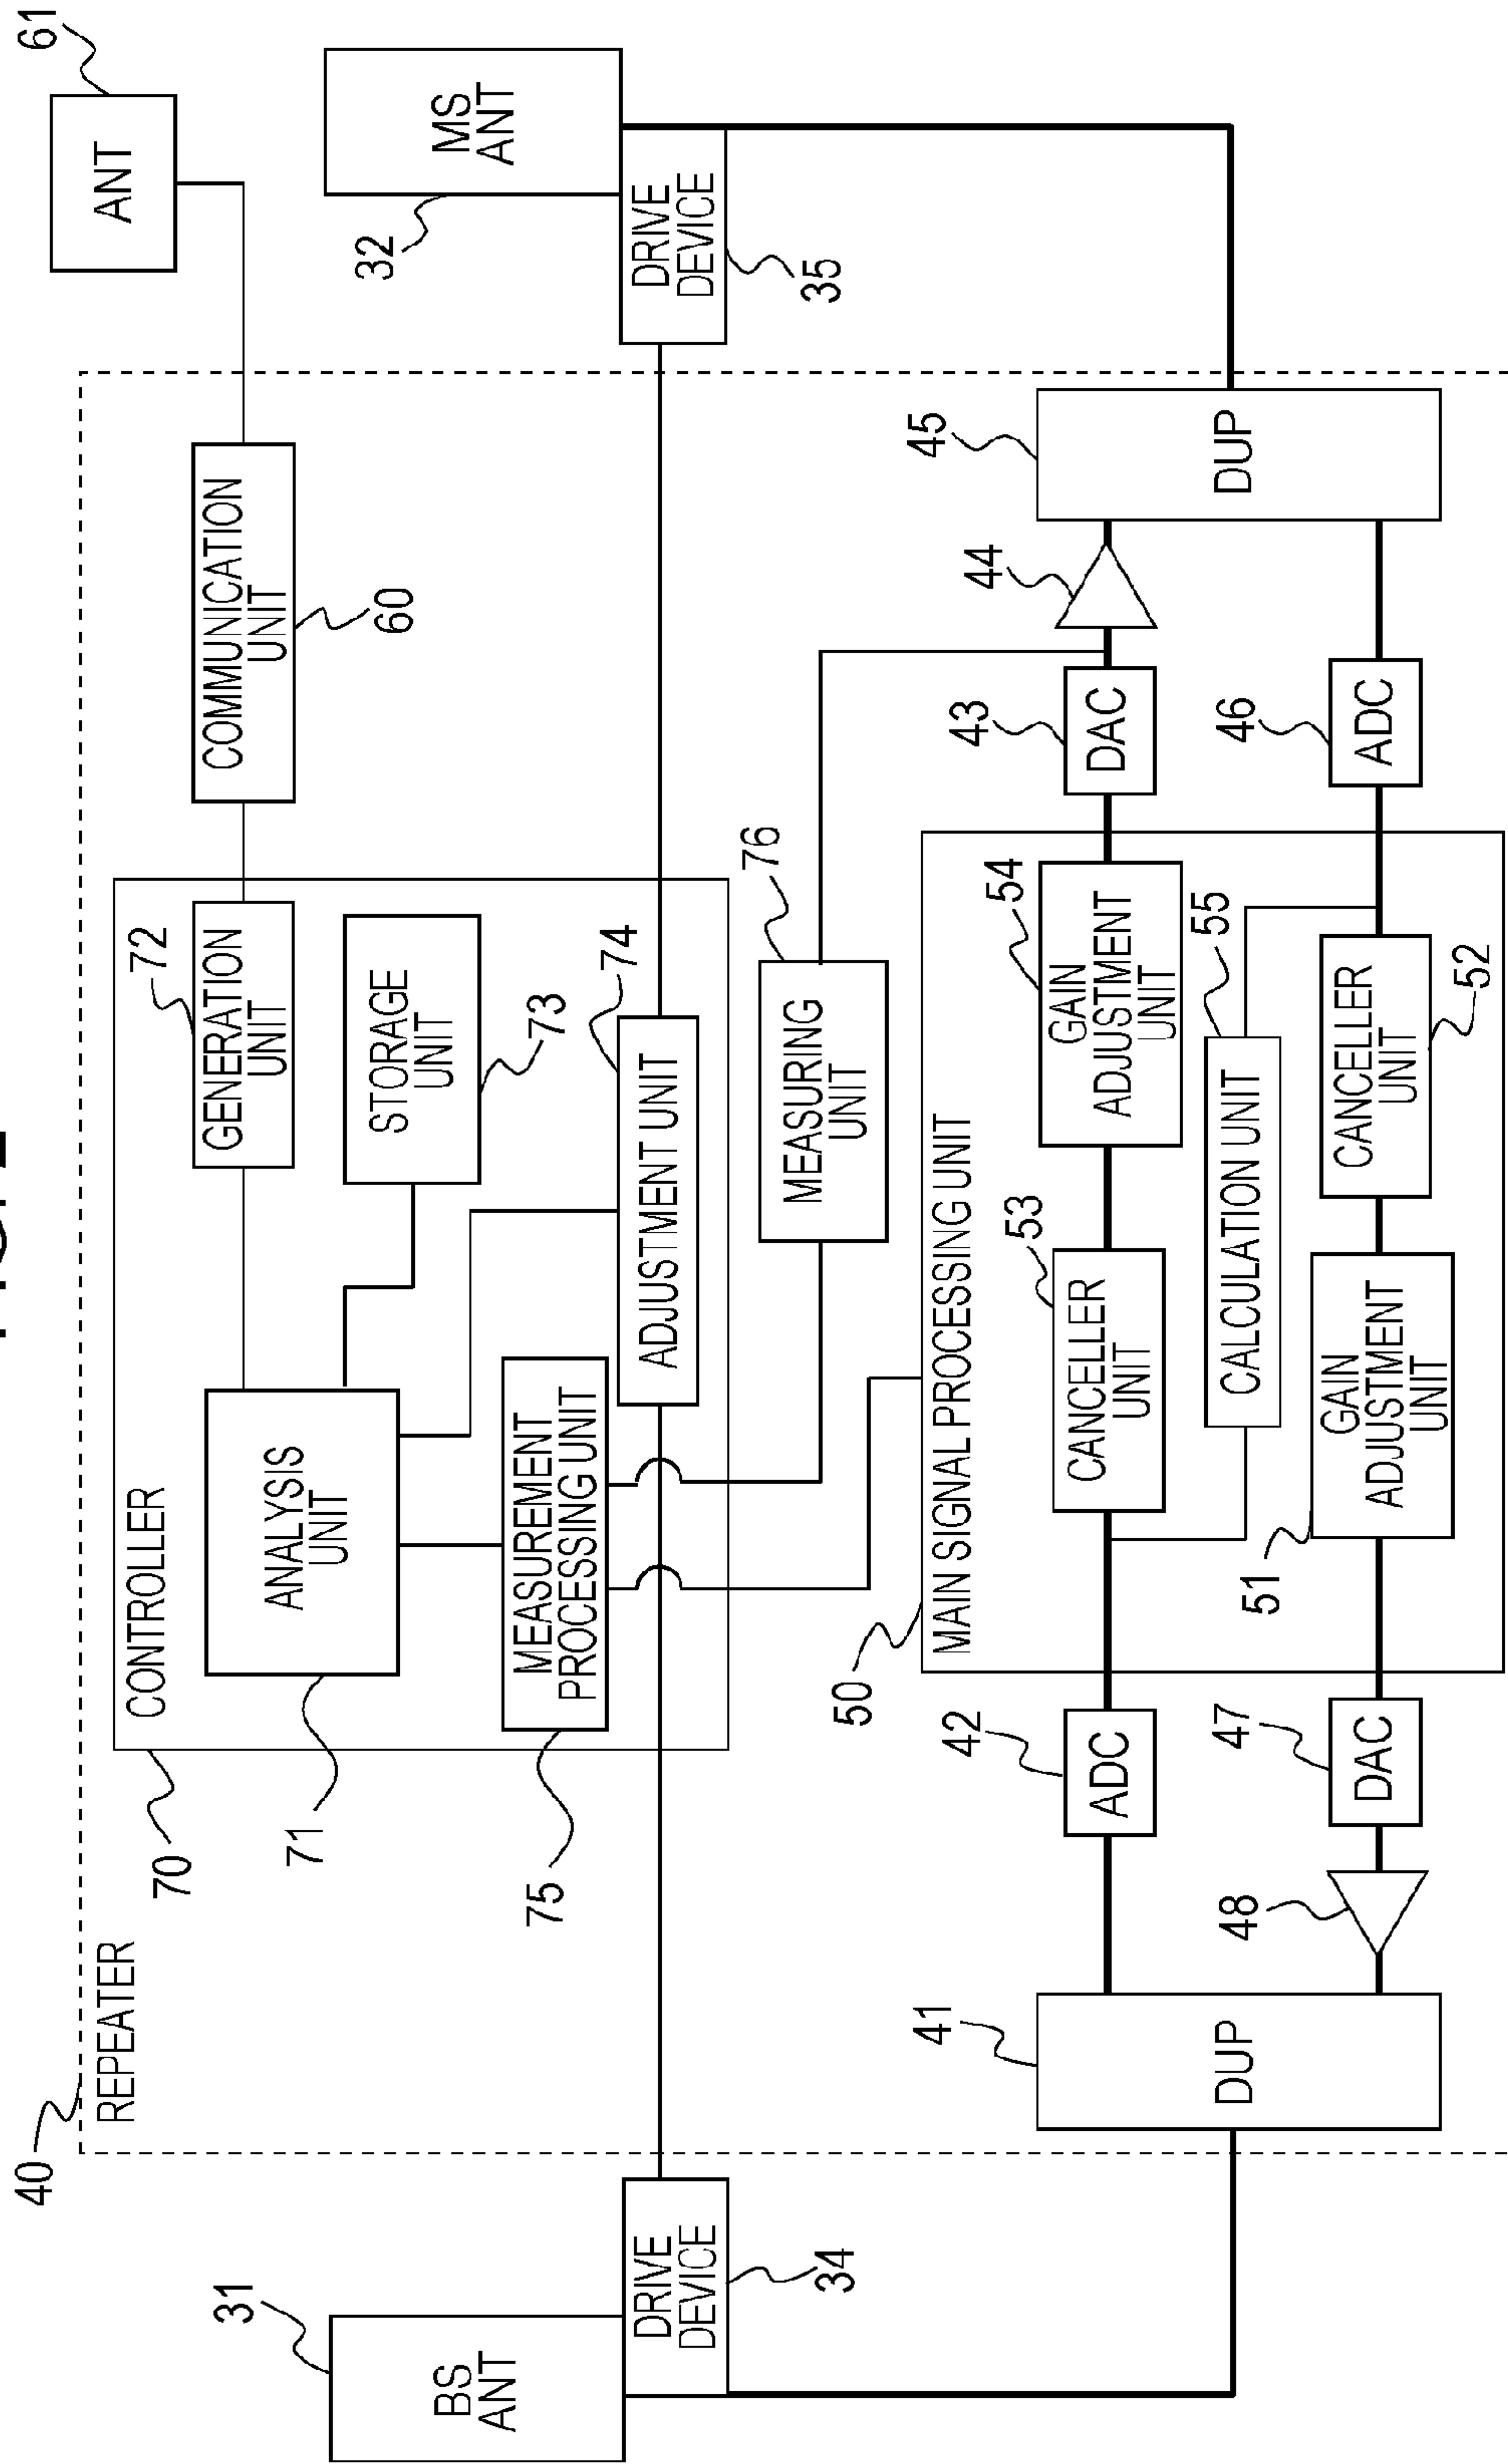 40
REPEATER
61
ANT
70
CONTROLLER
ANALYSIS
UNIT
71
72
GENERATION
UNIT
COMMUNICATION
UNIT
60
STORAGE
UNIT
73
31
BS
ANT
32
MS
ANT
MEASUREMENT
PROCESSING UNIT
75
74
ADJUSTMENT UNIT
DRIVE
DEVICE
34
DRIVE
DEVICE
35
76
MEASURING
UNIT
50
MAIN SIGNAL PROCESSING UNIT
41
DUP
42
ADC
53
CANCELLER
UNIT
54
GAIN
ADJUSTMENT
UNIT
43
DAC
44
45
DUP
55
CALCULATION UNIT
48
47
DAC
51
GAIN
ADJUSTMENT
UNIT
CANCELLER
UNIT
52
46
ADC